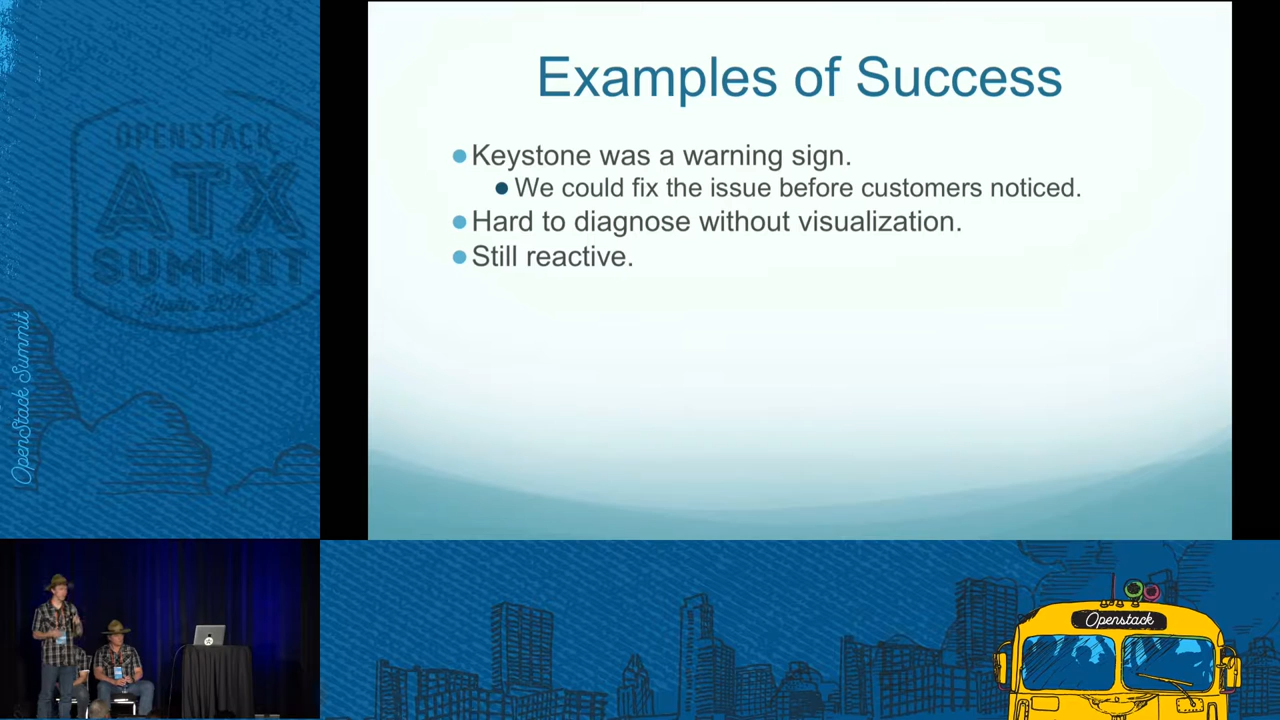 OPENSTACK
ATX
SUMMIT
OpenStack Summit
Examples of Success
Keystone was a warning sign.
We could fix the issue before customers noticed.
Hard to diagnose without visualization.
Still reactive.
Openstack